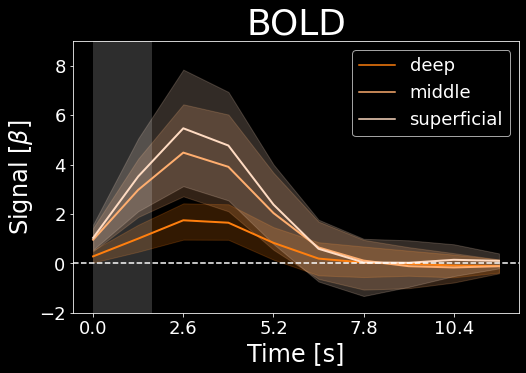 BOLD
Signal [β]
8
6
4
2
0
−2
deep
middle
superficial
0.0 2.6 5.2 7.8 10.4
Time [s]